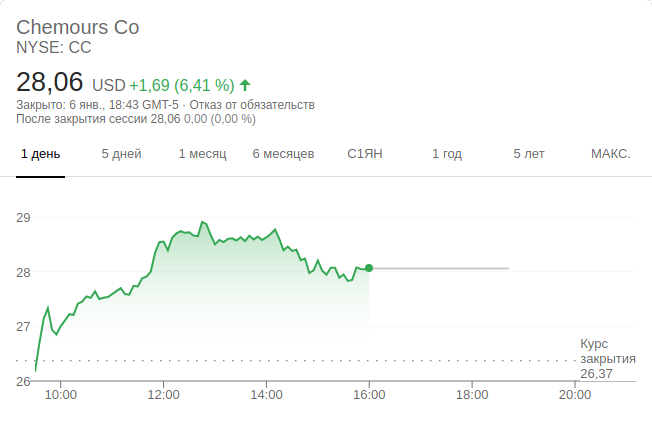 Chemours Co
NYSE: CC
28,06 USD +1,69 (6,41 %)
Закрыто: 6 янв., 18:43 GMT-5 · Отказ от обязательств
После закрытия сессии 28,06 0,00 (0,00 %)
1 день 5 дней 1 месяц 6 месяцев С1ЯН 1 год 5 лет МАКС.
29
28
27
Курс
закрытия
26,37
26
10:00 12:00 14:00 16:00 18:00 20:00